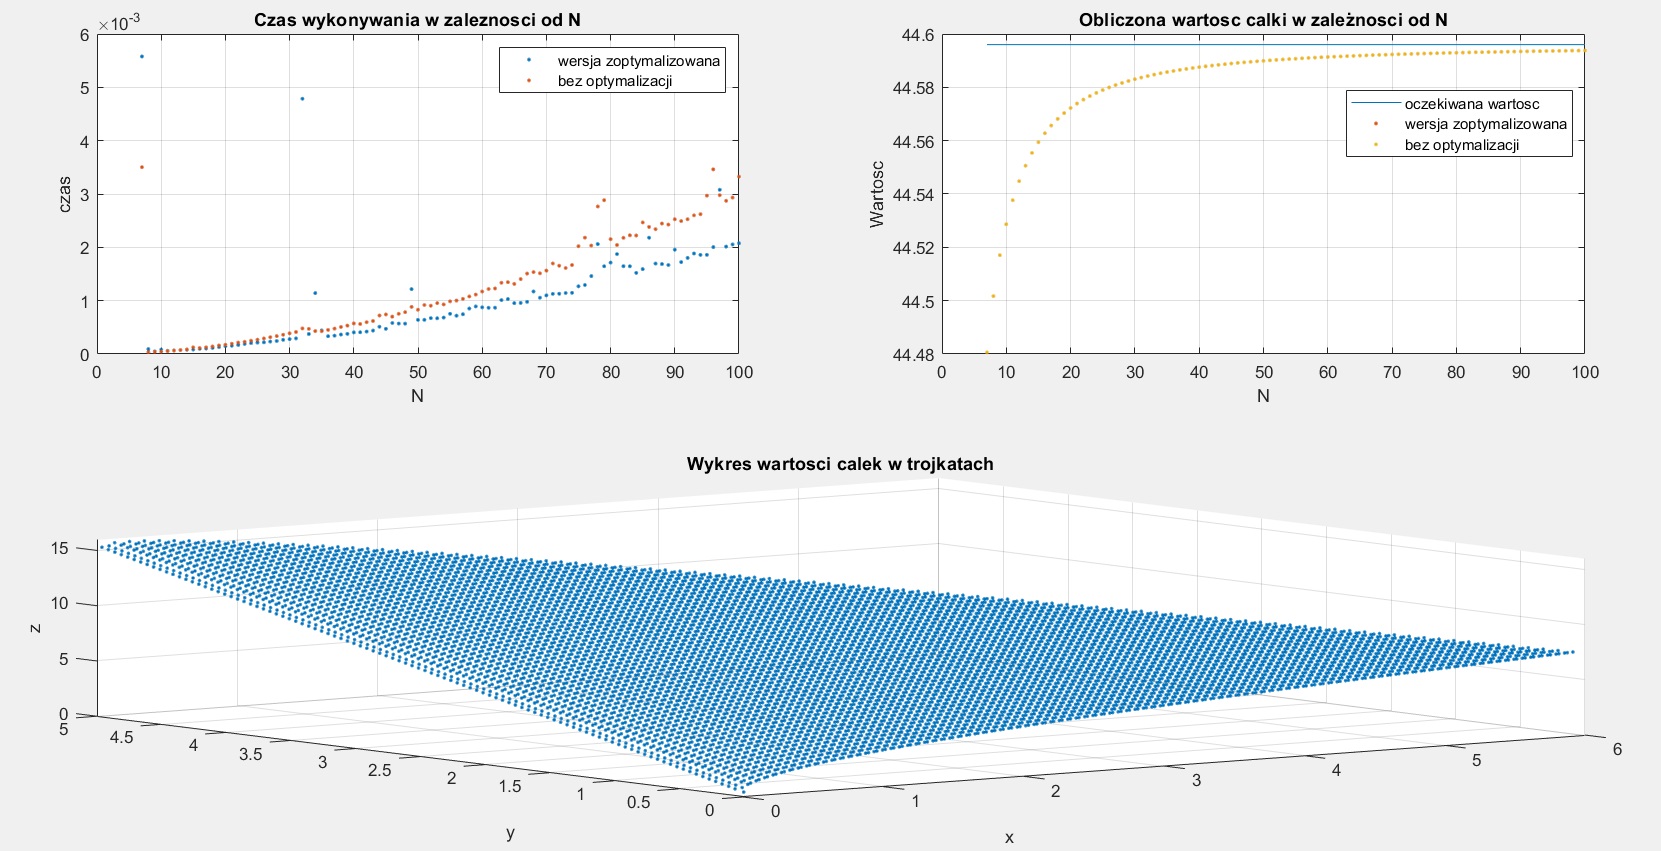 Czas wykonywania w zaleznosci od N
×10⁻³
6
5
4
3
2
1
0
czas
0 10 20 30 40 50 60 70 80 90 100
N
wersja zoptymalizowana
bez optymalizacji
Obliczona wartosc calki w zależnosci od N
44.6
44.58
44.56
44.54
44.52
44.5
44.48
Wartosc
0 10 20 30 40 50 60 70 80 90 100
N
oczekiwana wartosc
wersja zoptymalizowana
bez optymalizacji
Wykres wartosci calek w trojkatach
15
10
5
0
z
5 4.5 4 3.5 3 2.5 2 1.5 1 0.5 0
y
0 1 2 3 4 5 6
x